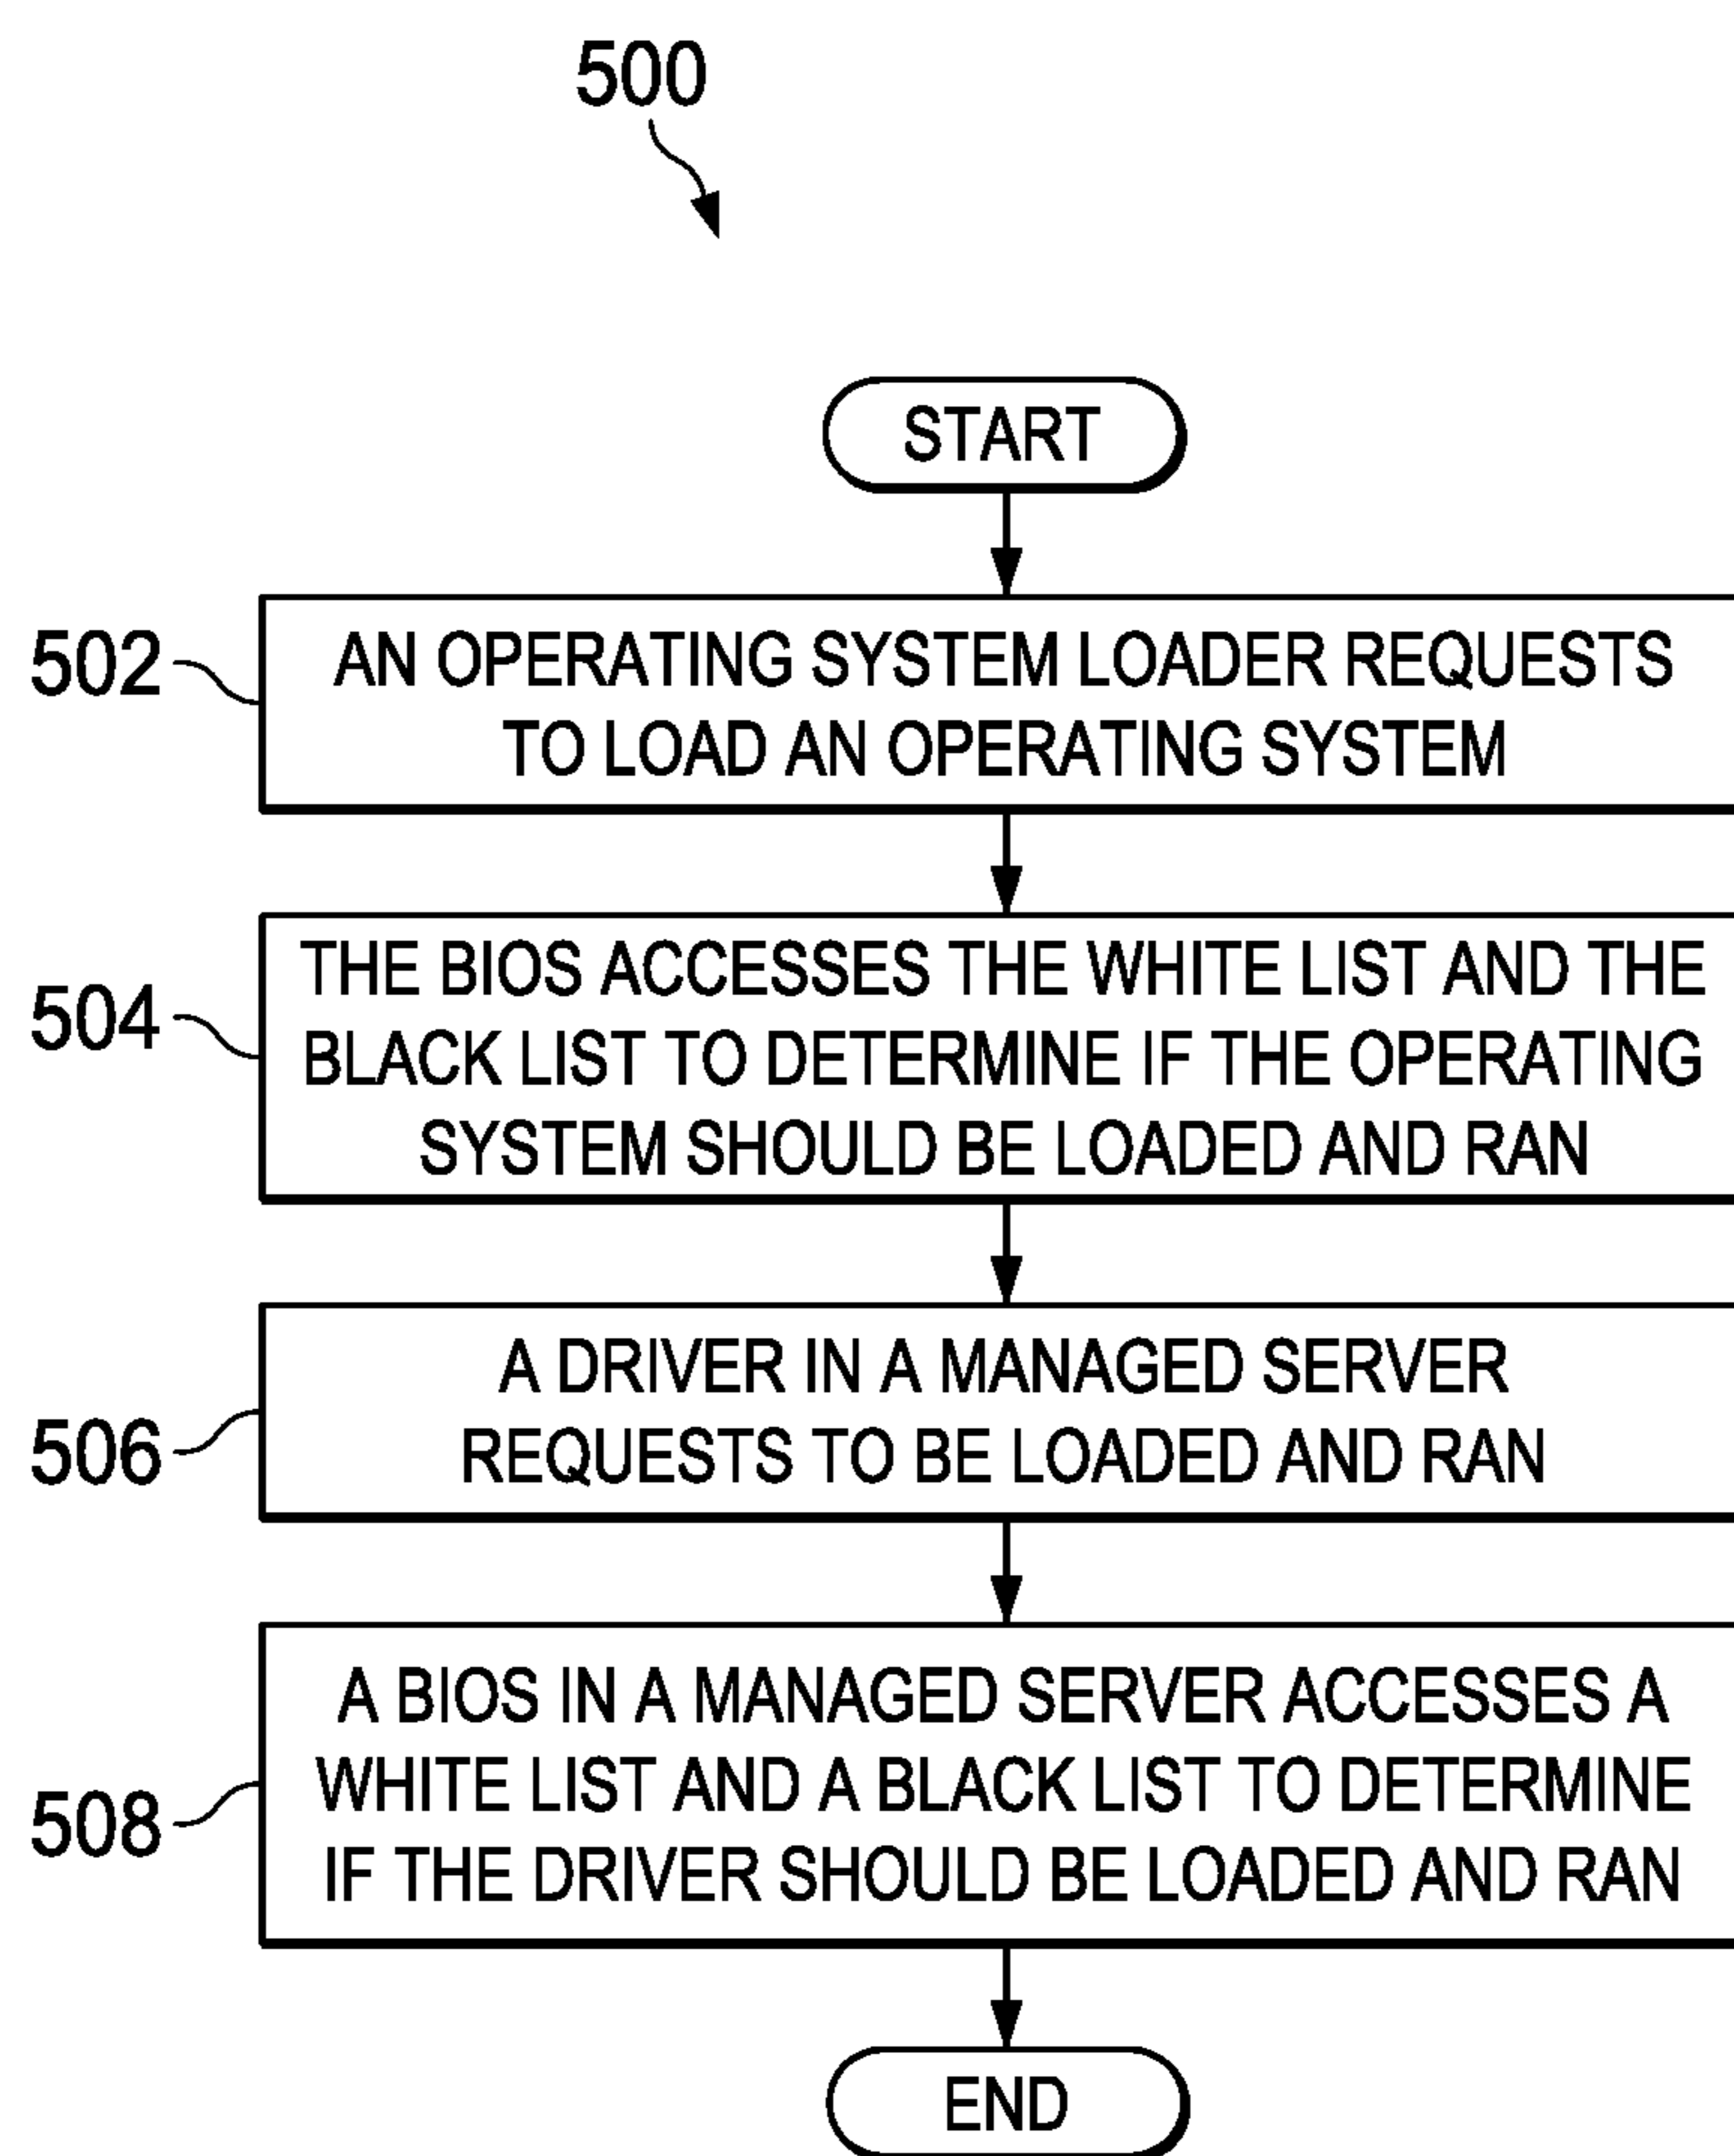 500
START
502
AN OPERATING SYSTEM LOADER REQUESTS
TO LOAD AN OPERATING SYSTEM
504
THE BIOS ACCESSES THE WHITE LIST AND THE
BLACK LIST TO DETERMINE IF THE OPERATING
SYSTEM SHOULD BE LOADED AND RAN
506
A DRIVER IN A MANAGED SERVER
REQUESTS TO BE LOADED AND RAN
508
A BIOS IN A MANAGED SERVER ACCESSES A
WHITE LIST AND A BLACK LIST TO DETERMINE
IF THE DRIVER SHOULD BE LOADED AND RAN
END